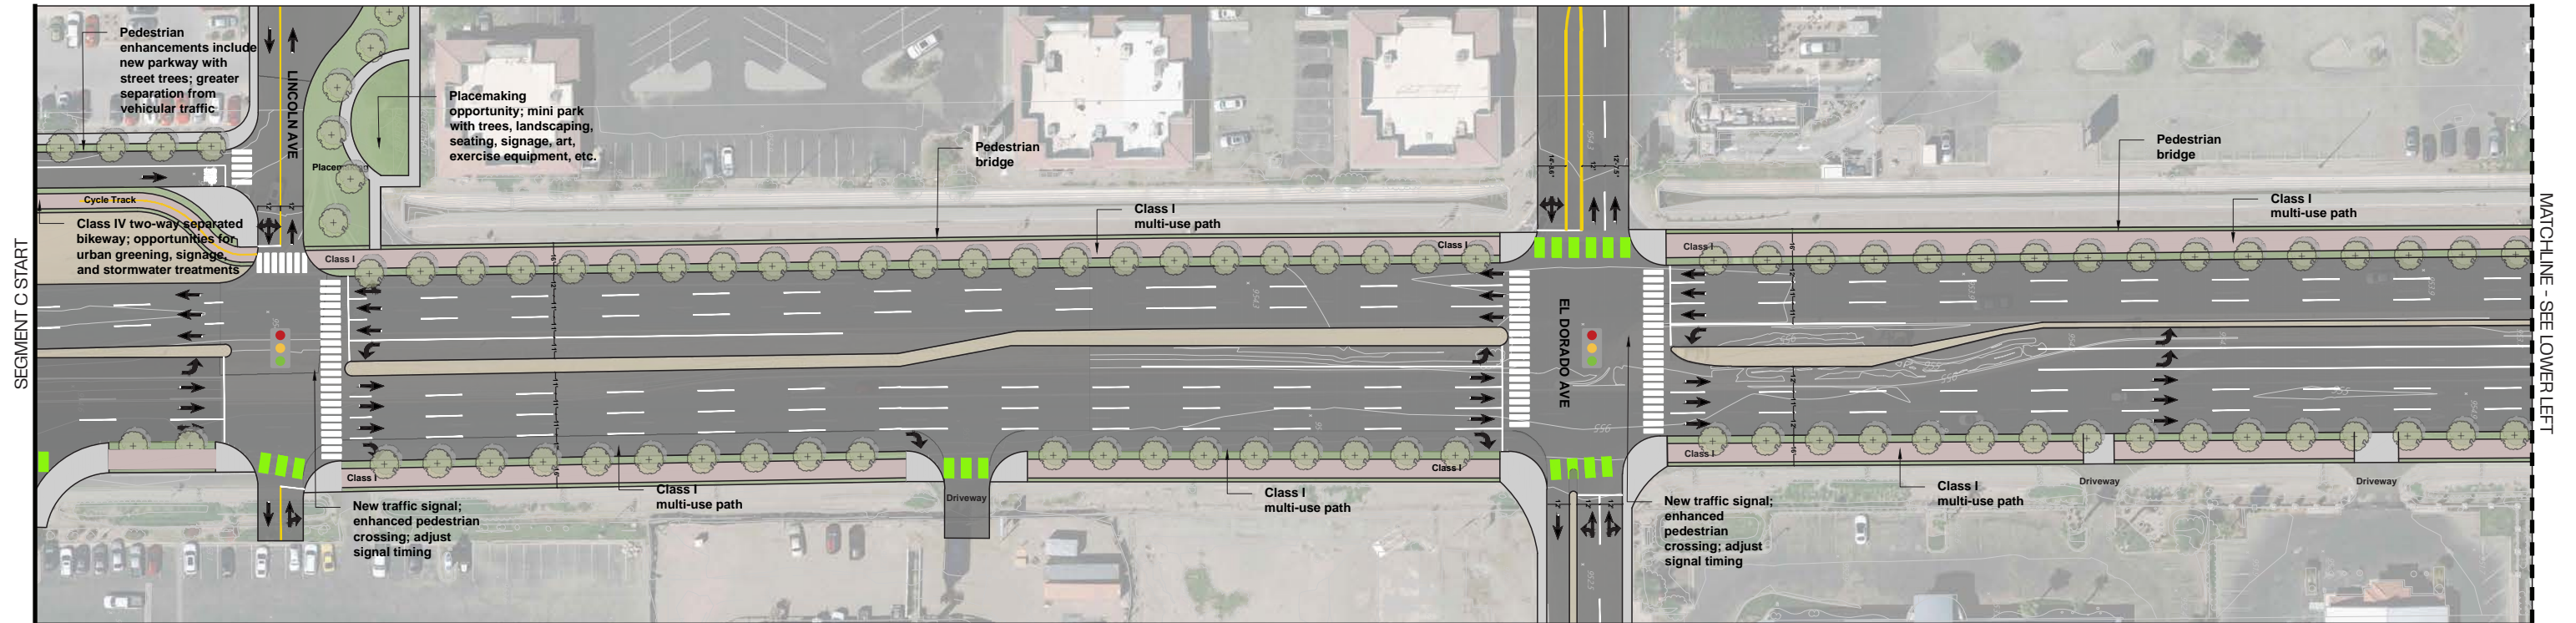 SEGMENT C START
Pedestrian
enhancements include
new parkway with
street trees; greater
separation from
vehicular traffic
LINCOLN AVE
Placemaking
opportunity; mini park
with trees, landscaping,
seating, signage, art,
exercise equipment, etc.
Cycle Track
Class IV two-way separated
bikeway; opportunities for
urban greening, signage,
and stormwater treatments
Class I
Pedestrian
bridge
Class I
multi-use path
Class I
EL DORADO AVE
Class I
Pedestrian
bridge
Class I
multi-use path
MATCHLINE - SEE LOWER LEFT
Class I
New traffic signal;
enhanced pedestrian
crossing; adjust
signal timing
Class I
multi-use path
Driveway
Class I
multi-use path
Class I
New traffic signal;
enhanced
pedestrian
crossing; adjust
signal timing
Class I
Class I
multi-use path
Driveway
Driveway